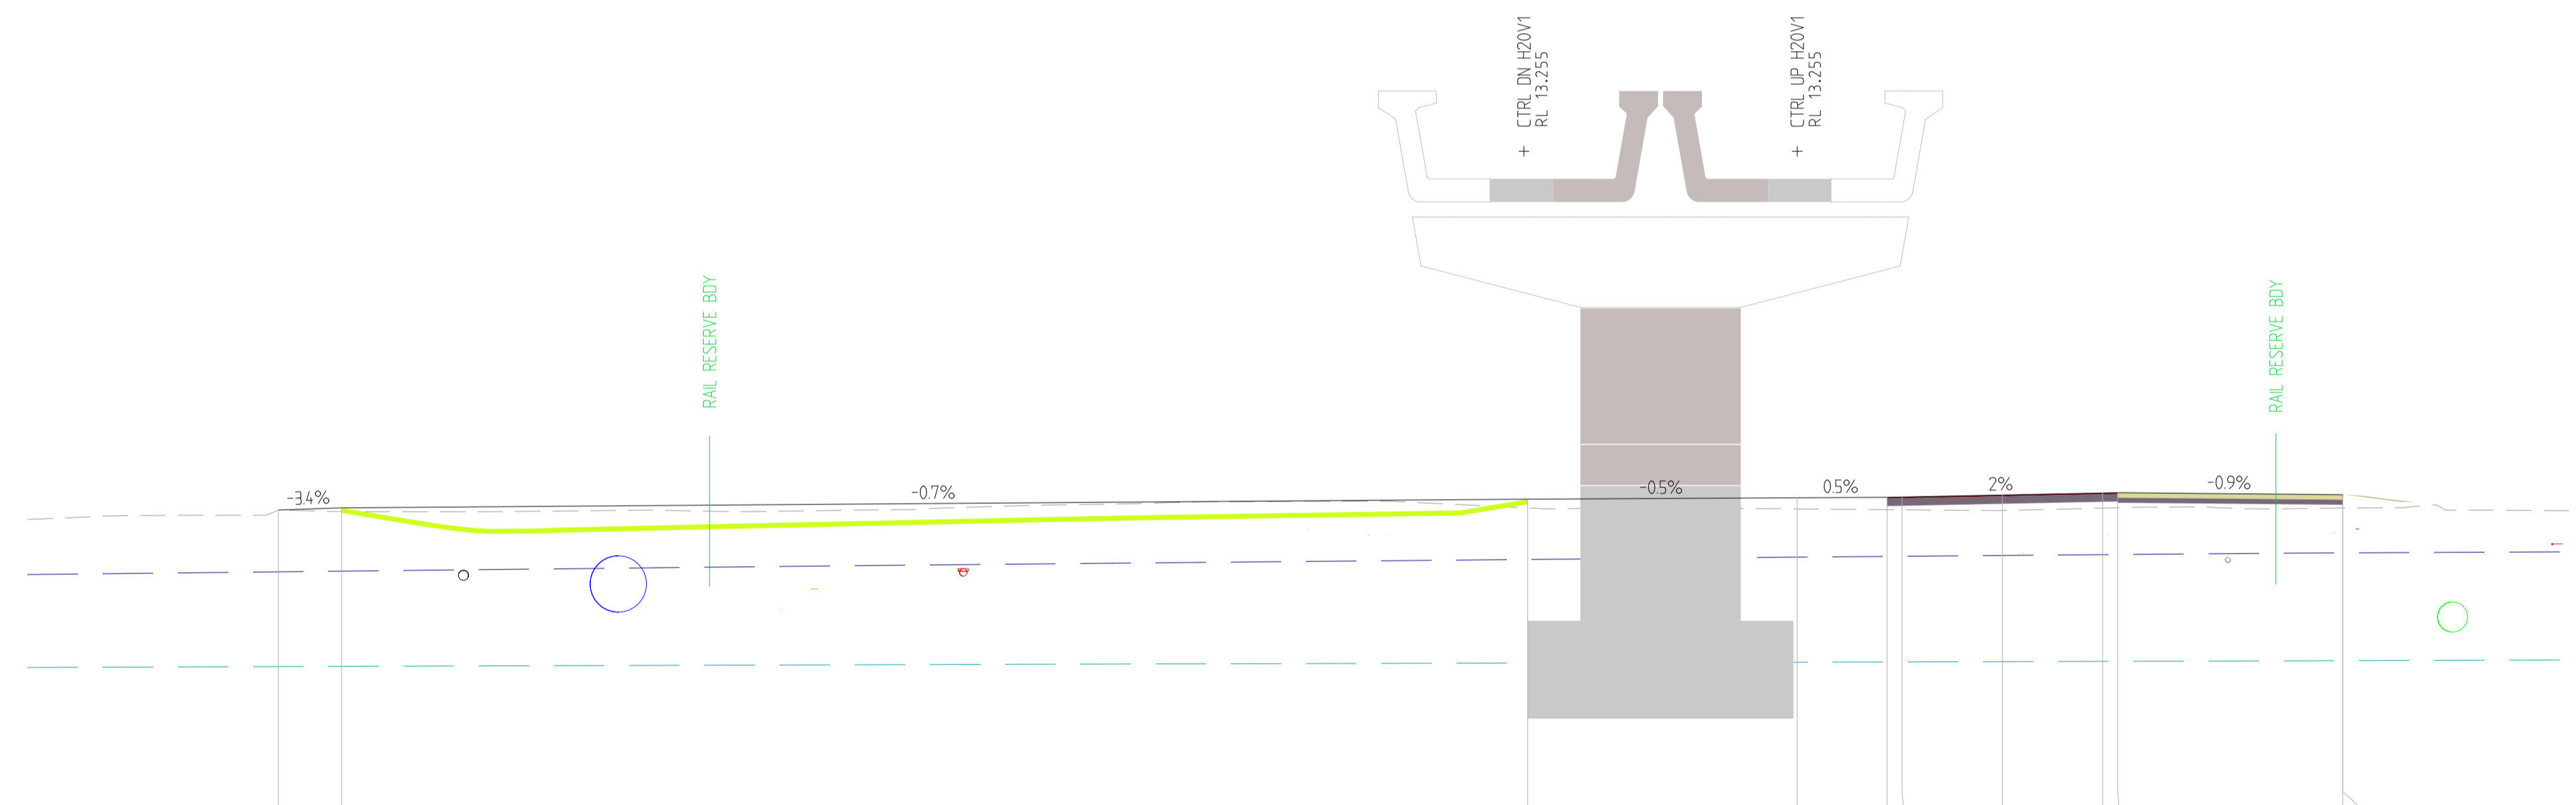 CTRL DN H20V1
RL 13.255
CTRL UP H20V1
RL 13.255
RAIL RESERVE BDY
RAIL RESERVE BDY
-3.4%
-0.7%
-0.5%
0.5%
2%
-0.9%